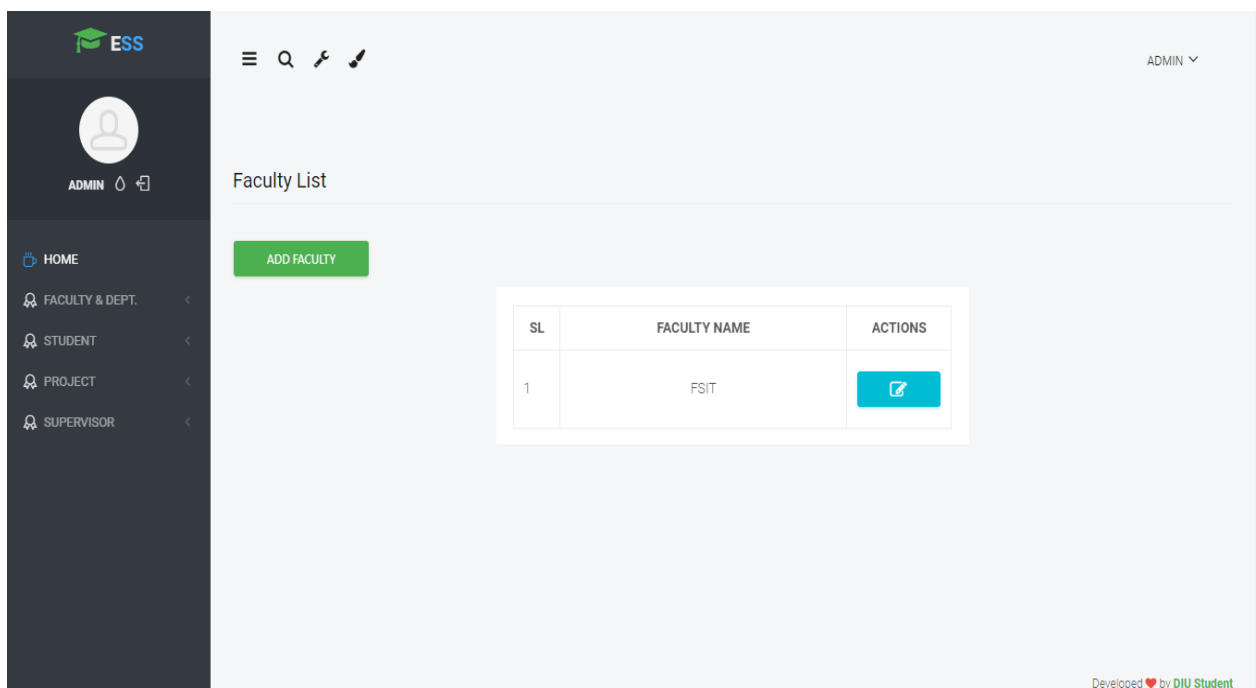 ESS
ADMIN
ADMIN
Faculty List
HOME
ADD FACULTY
FACULTY & DEPT.
STUDENT
PROJECT
SUPERVISOR
SL FACULTY NAME ACTIONS
1 FSIT
Developed by DIU Student